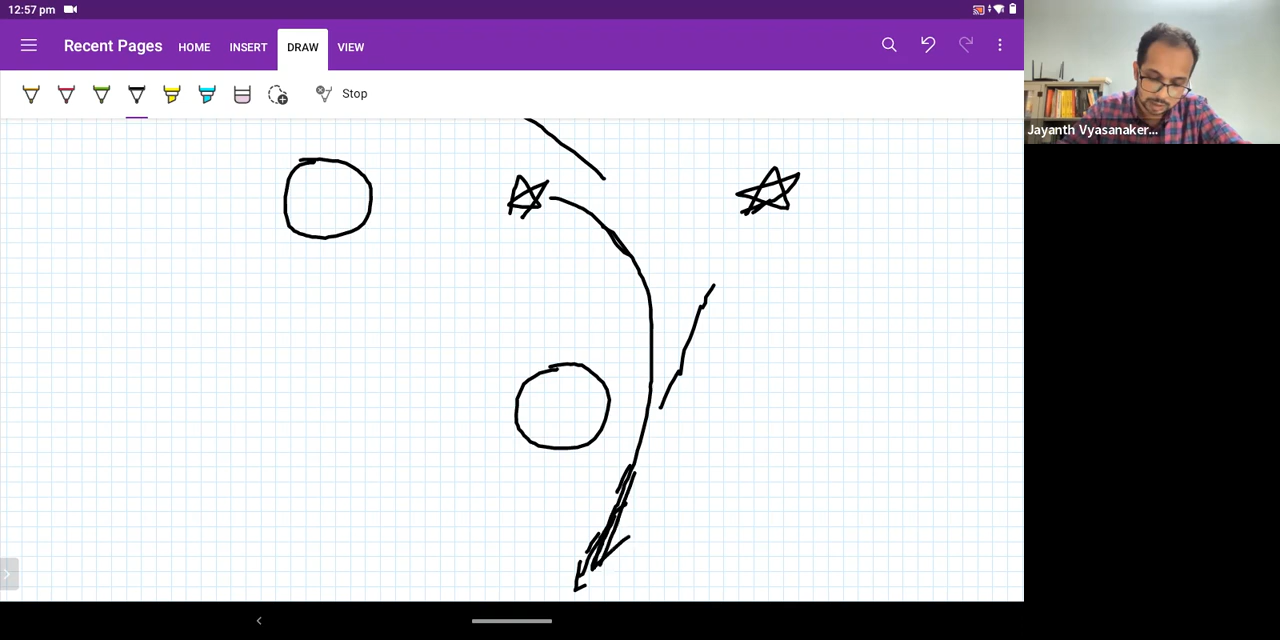 12:57 pm
Recent Pages HOME INSERT DRAW VIEW
Stop
Jayanth Vyasanaker...